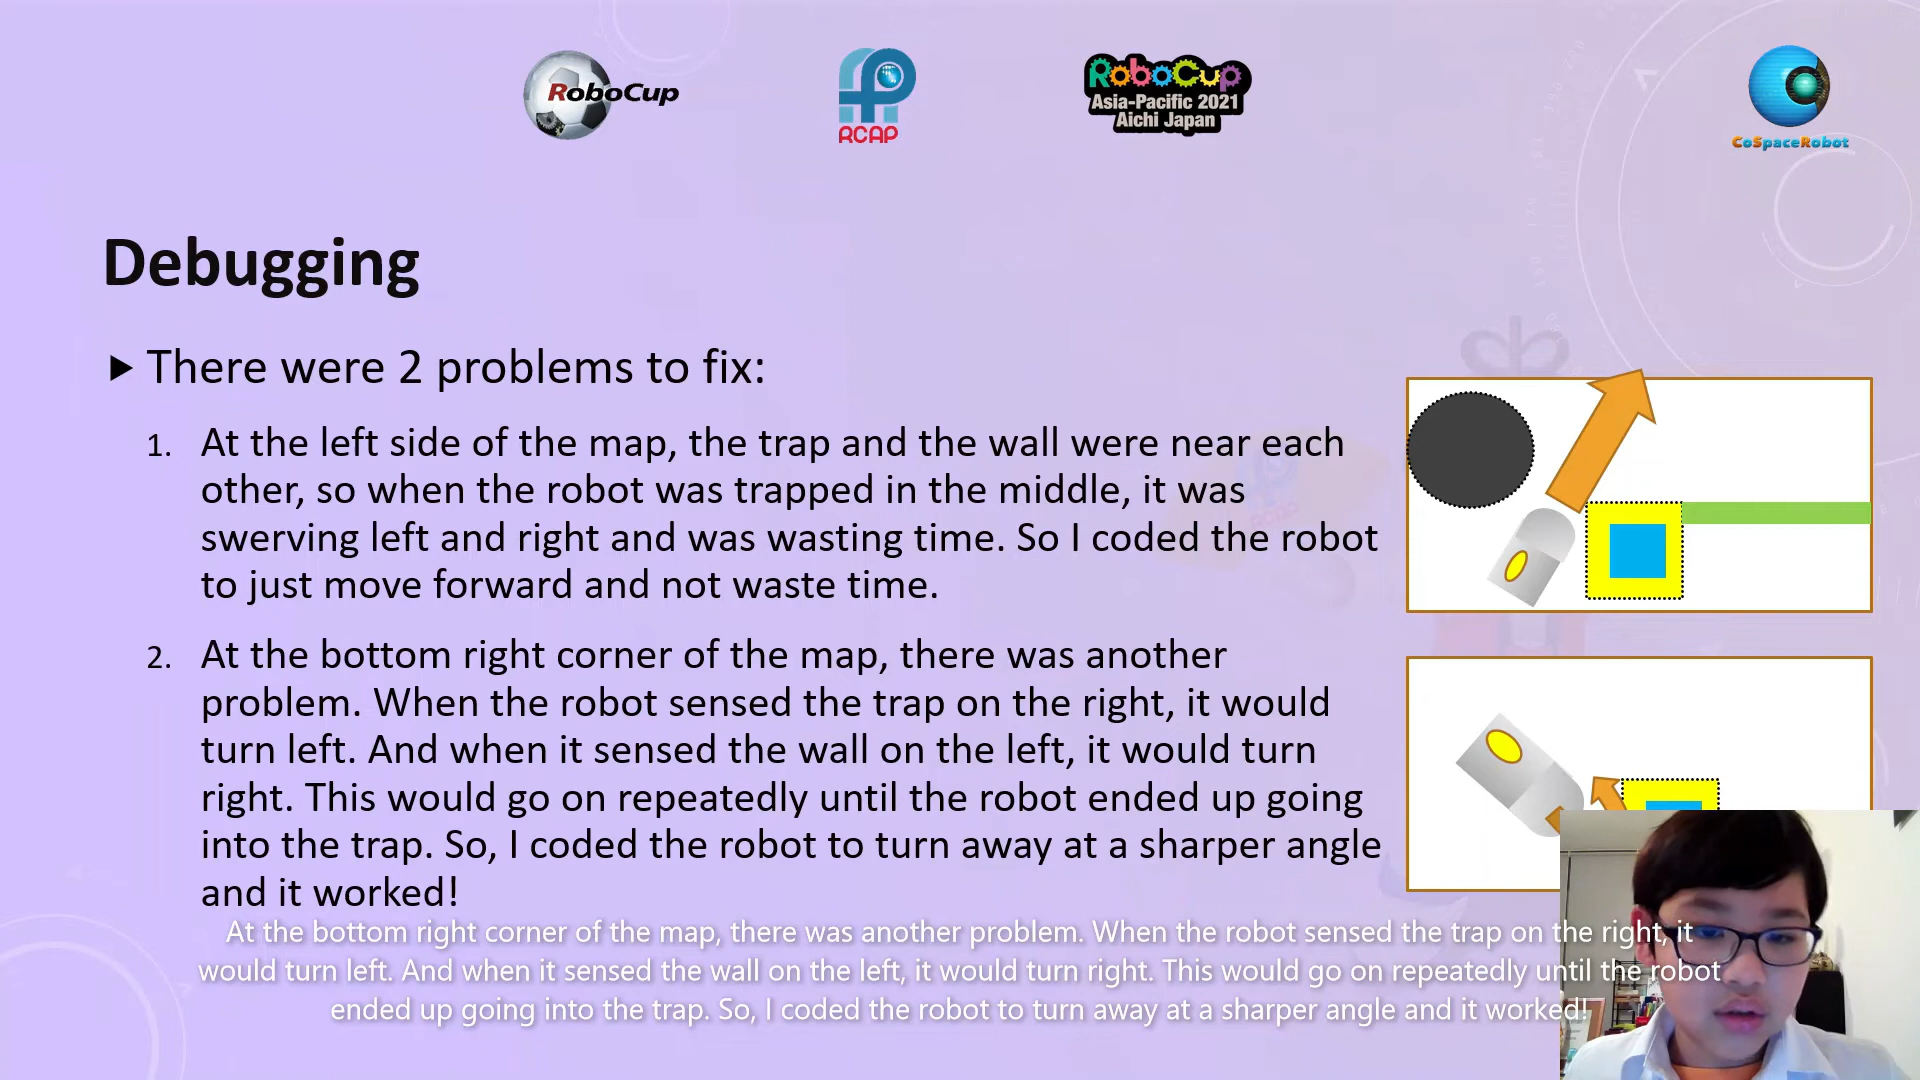 RoboCup
RCAP
RoboCup
Asia-Pacific 2021
Aichi Japan
CoSpaceRobot
Debugging
There were 2 problems to fix:
1. At the left side of the map, the trap and the wall were near each
other, so when the robot was trapped in the middle, it was
swerving left and right and was wasting time. So I coded the robot
to just move forward and not waste time.
2. At the bottom right corner of the map, there was another
problem. When the robot sensed the trap on the right, it would
turn left. And when it sensed the wall on the left, it would turn
right. This would go on repeatedly until the robot ended up going
into the trap. So, I coded the robot to turn away at a sharper angle
and it worked!
At the bottom right corner of the map, there was another problem. When the robot sensed the trap on the right, it
would turn left. And when it sensed the wall on the left, it would turn right. This would go on repeatedly until the robot
ended up going into the trap. So, I coded the robot to turn away at a sharper angle and it worked!